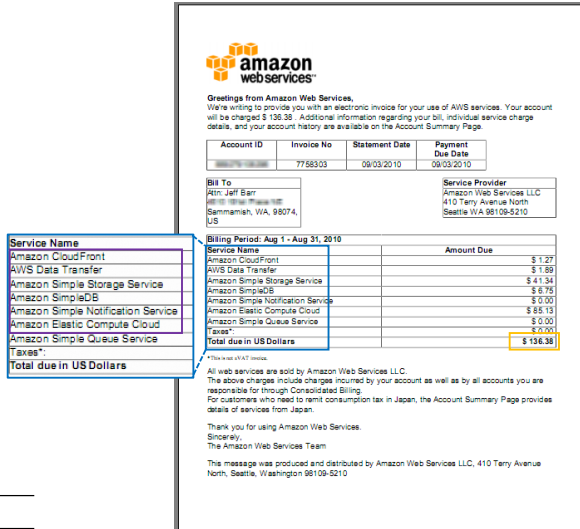 amazon
webservices™
Greetings from Amazon Web Services,
We're writing to provide you with an electronic invoice for your use of AWS services. Your account
will be charged $ 136.38 . Additional information regarding your bill, individual service charge
details, and your account history are available on the Account Summary Page.
Account ID Invoice No Statement Date Payment
Due Date
7758303 09/03/2010 09/03/2010
Bill To
Attn: Jeff Barr
Sammamish, WA, 98074,
US
Service Provider
Amazon Web Services LLC
410 Terry Avenue North
Seattle WA 98109-5210
Billing Period: Aug 1 - Aug 31, 2010
Service Name Amount Due
Amazon CloudFront $ 1.27
AWS Data Transfer $ 1.89
Amazon Simple Storage Service $ 41.34
Amazon SimpleDB $ 6.75
Amazon Simple Notification Service $ 0.00
Amazon Elastic Compute Cloud $ 85.13
Amazon Simple Queue Service $ 0.00
Taxes*: $ 0.00
Total due in US Dollars $ 136.38
Service Name
Amazon CloudFront
AWS Data Transfer
Amazon Simple Storage Service
Amazon SimpleDB
Amazon Simple Notification Service
Amazon Elastic Compute Cloud
Amazon Simple Queue Service
Taxes*:
Total due in US Dollars
*This is not a VAT invoice.
All web services are sold by Amazon Web Services LLC.
The above charges include charges incurred by your account as well as by all accounts you are
responsible for through Consolidated Billing.
For customers who need to remit consumption tax in Japan, the Account Summary Page provides
details of services from Japan.
Thank you for using Amazon Web Services.
Sincerely,
The Amazon Web Services Team
This message was produced and distributed by Amazon Web Services LLC, 410 Terry Avenue
North, Seattle, Washington 98109-5210